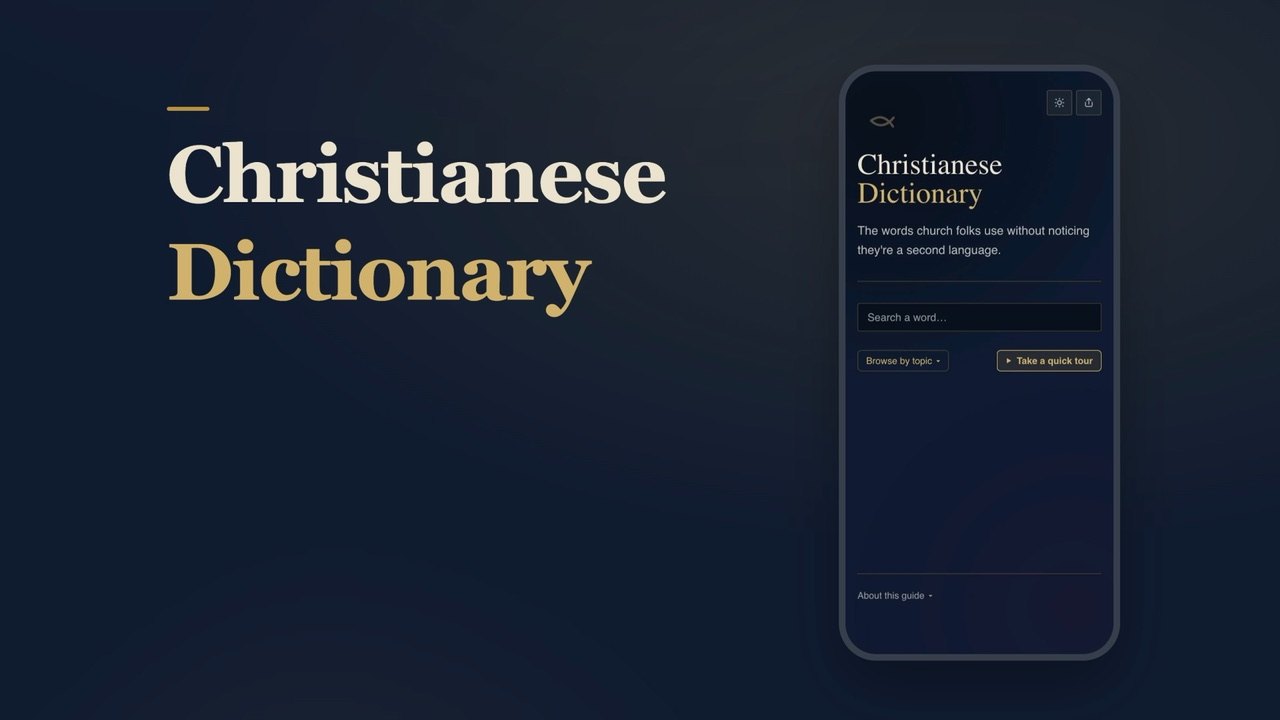 Christianese
Dictionary
Christianese
Dictionary
The words church folks use without noticing
they're a second language.
Search a word...
Browse by topic
Take a quick tour
About this guide